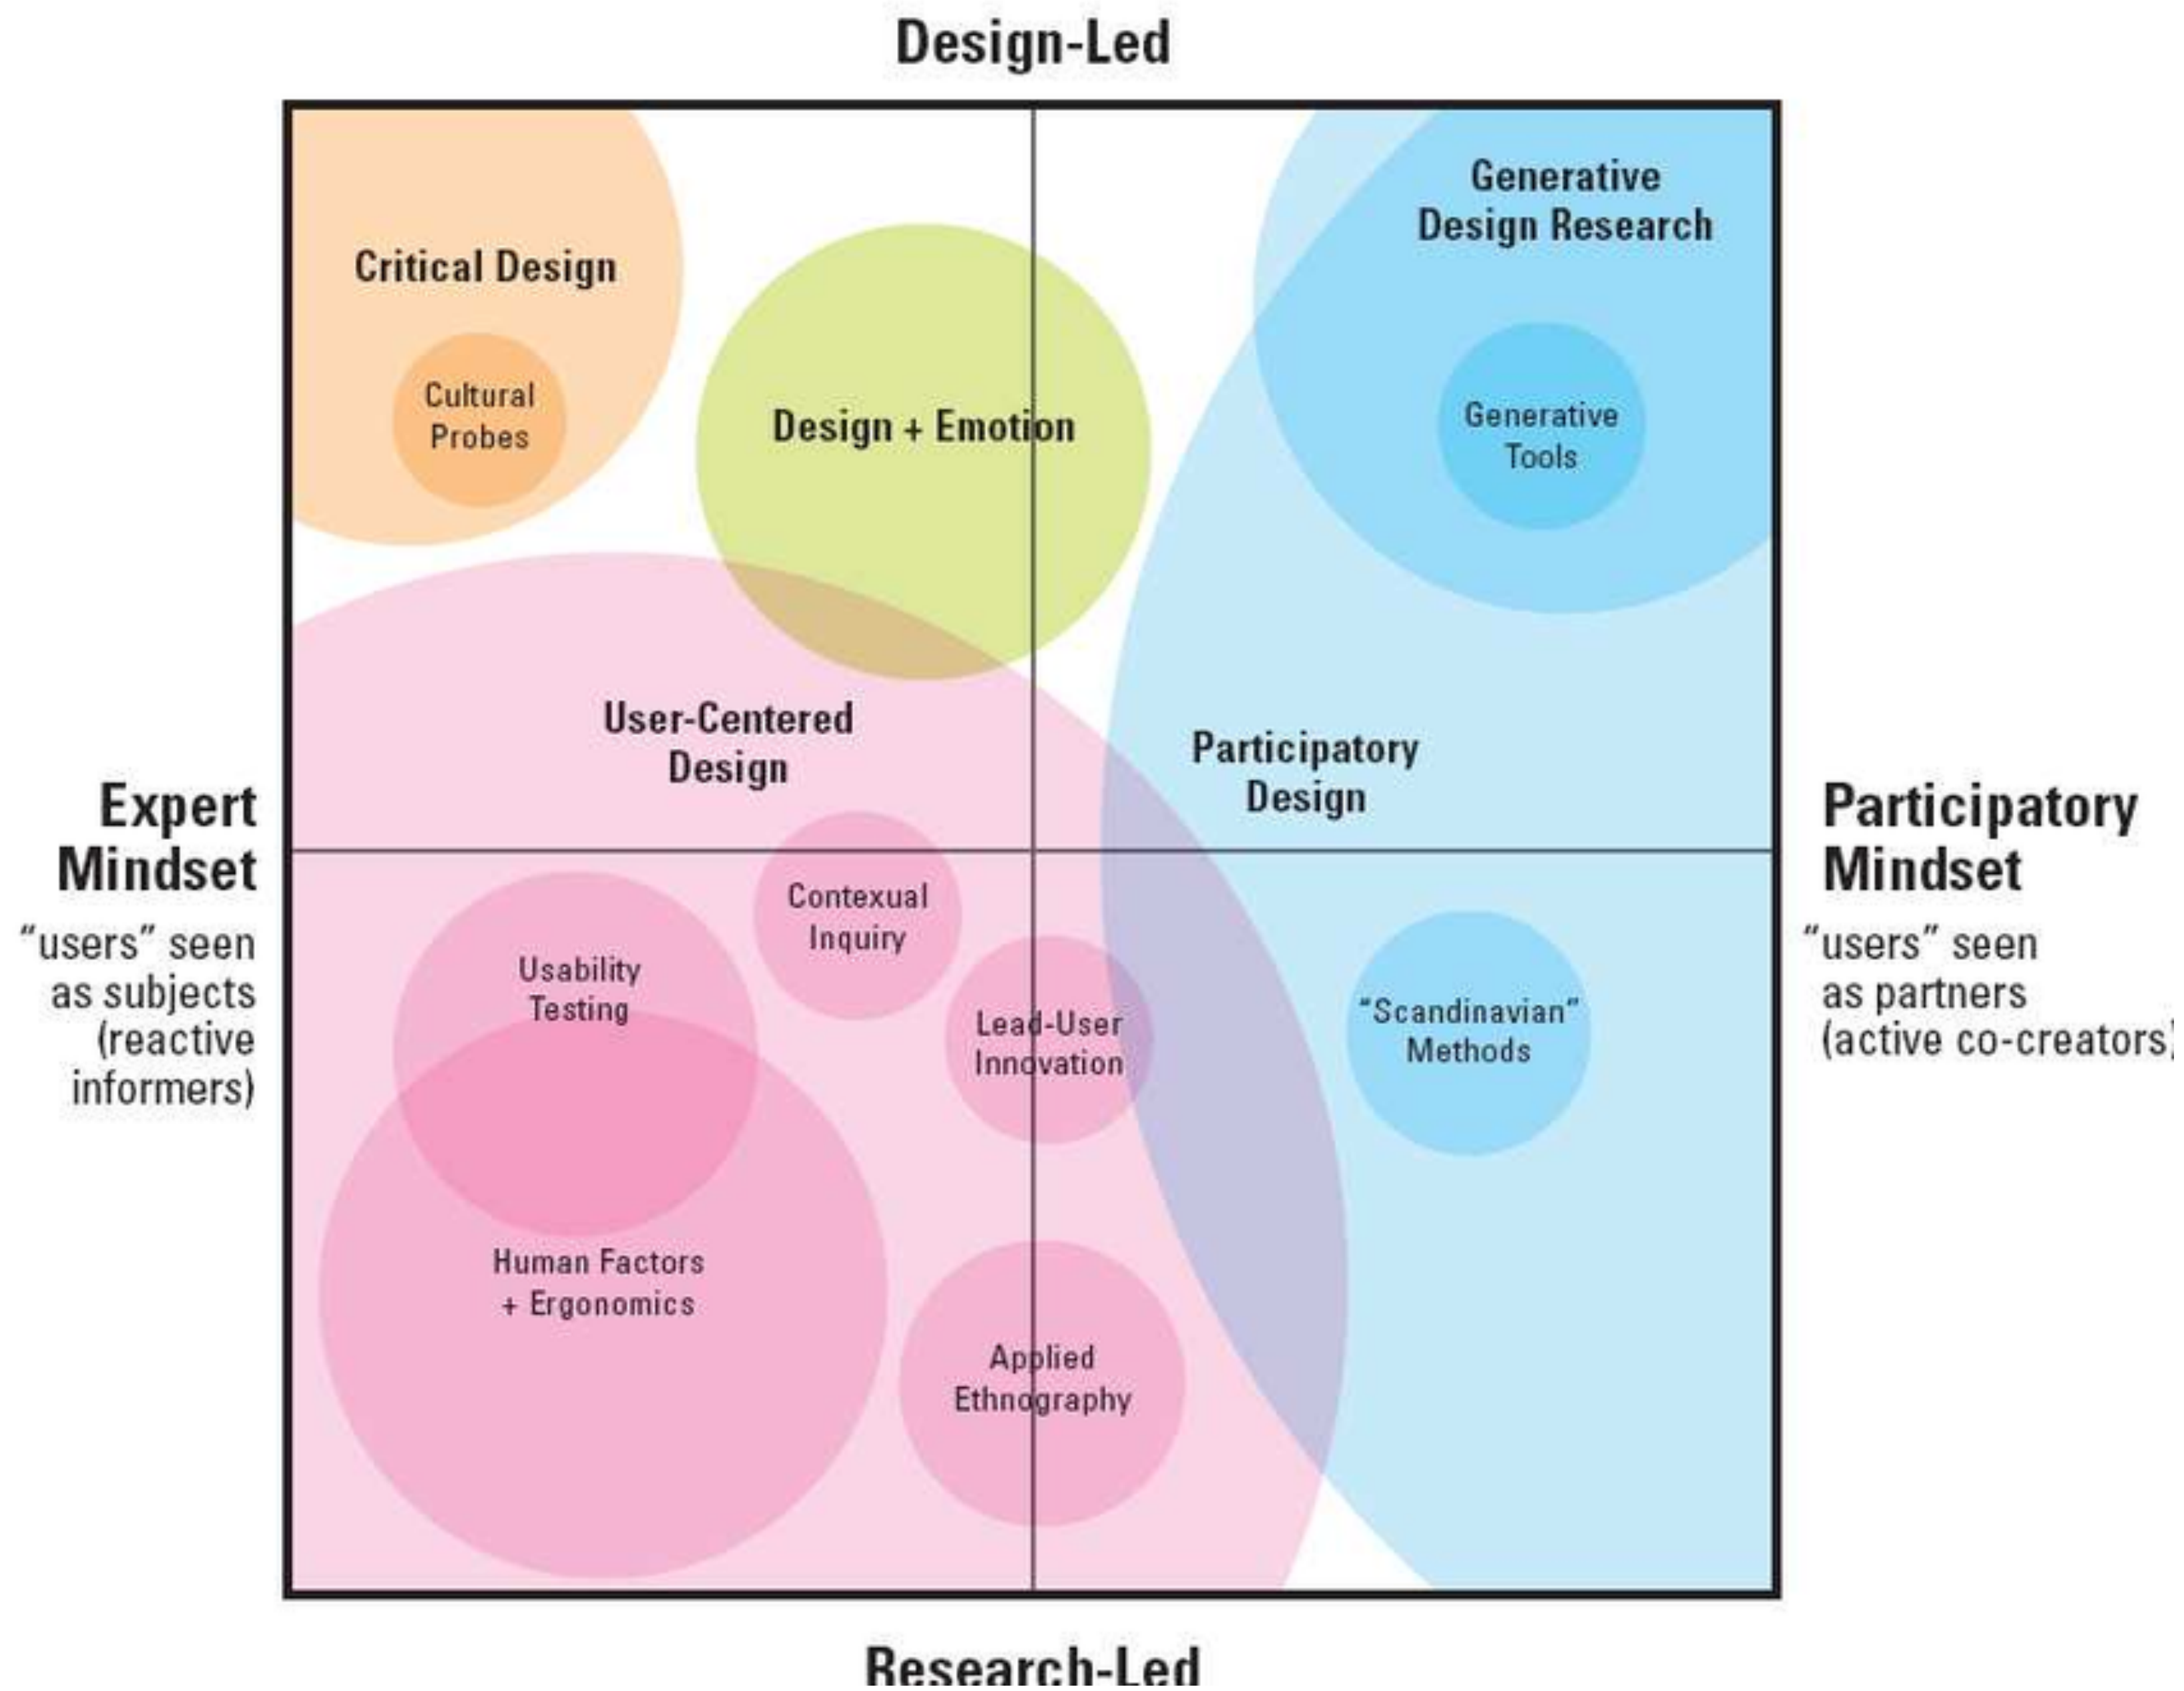 Design-Led
Generative
Design Research
Critical Design
Cultural
Probes
Design + Emotion
Generative
Tools
User-Centered
Design
Participatory
Design
Expert
Mindset
“users” seen
as subjects
(reactive
informers)
Participatory
Mindset
“users” seen
as partners
(active co-creators)
Contexual
Inquiry
Usability
Testing
Lead-User
Innovation
“Scandinavian”
Methods
Human Factors
+ Ergonomics
Applied
Ethnography
Research-Led